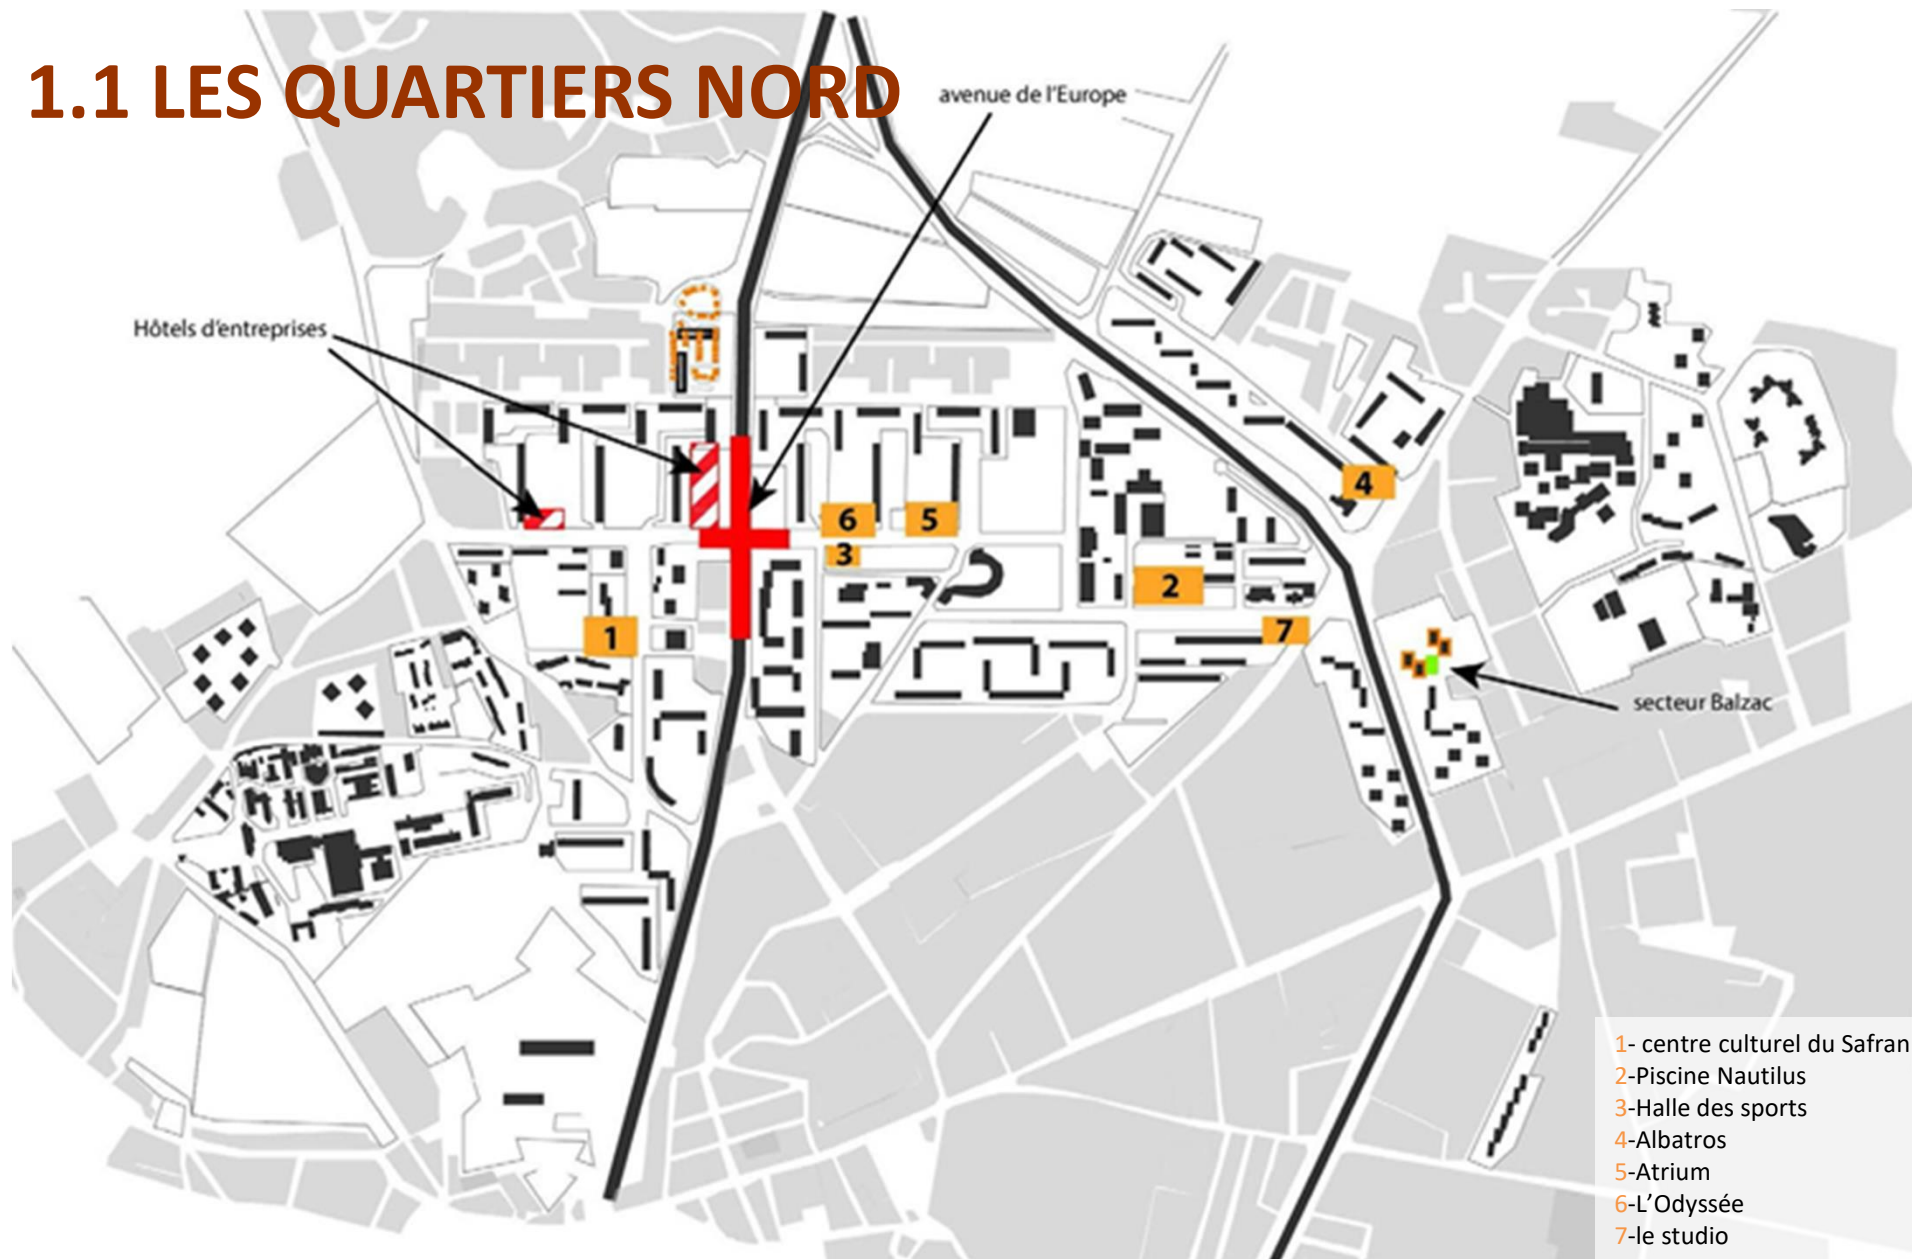 1.1 LES QUARTIERS NORD
avenue de l'Europe
Hôtels d'entreprises
4
6
5
3
2
1
7
secteur Balzac
1- centre culturel du Safran
2-Piscine Nautilus
3-Halle des sports
4-Albatros
5-Atrium
6-L’Odyssée
7-le studio